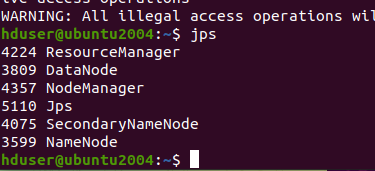 ive access operations
WARNING: All illegal access operations wil
hduser@ubuntu2004:~$ jps
4224 ResourceManager
3809 DataNode
4357 NodeManager
5110 Jps
4075 SecondaryNameNode
3599 NameNode
hduser@ubuntu2004:~$